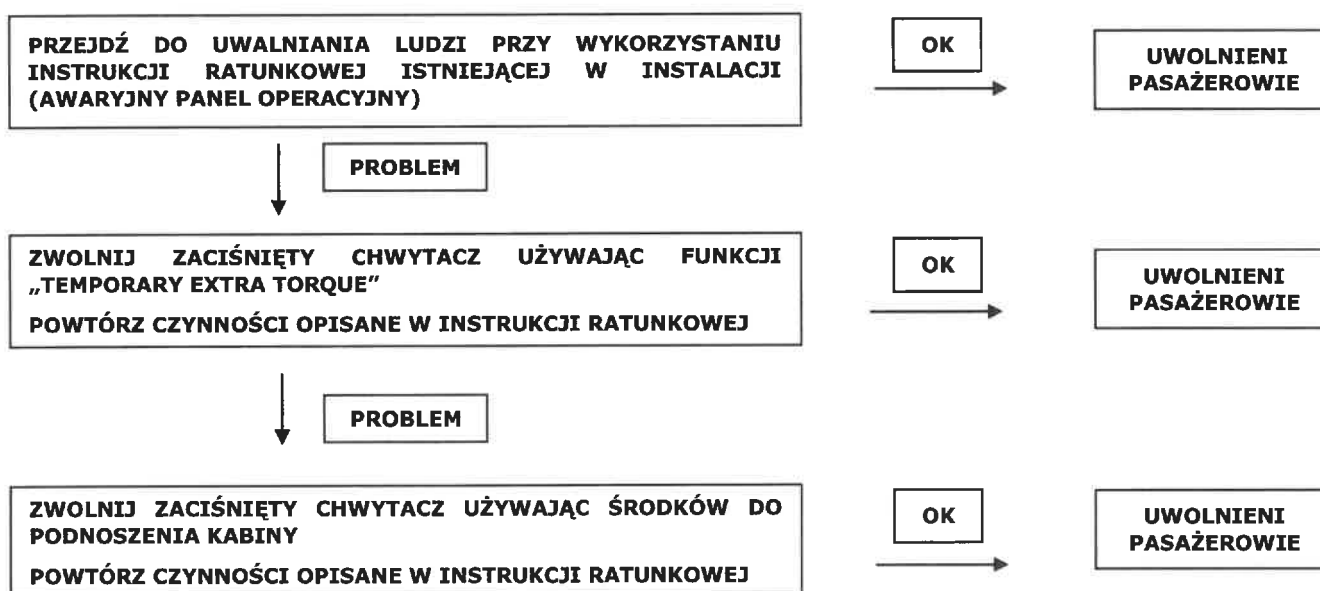 PRZEJDŹ DO UWALNIANIA LUDZI PRZY WYKORZYSTANIU
INSTRUKCJI RATUNKOWEJ ISTNIEJĄCEJ W INSTALACJI
(AWARYJNY PANEL OPERACYJNY)
OK
UWOLNIENI
PASAŻEROWIE
PROBLEM
ZWOLNIJ ZACIŚNIĘTY CHWYTACZ UŻYWAJĄC FUNKCJI
„TEMPORARY EXTRA TORQUE”
POWTÓRZ CZYNNOŚCI OPISANE W INSTRUKCJI RATUNKOWEJ
OK
UWOLNIENI
PASAŻEROWIE
PROBLEM
ZWOLNIJ ZACIŚNIĘTY CHWYTACZ UŻYWAJĄC ŚRODKÓW DO
PODNOSZENIA KABINY
POWTÓRZ CZYNNOŚCI OPISANE W INSTRUKCJI RATUNKOWEJ
OK
UWOLNIENI
PASAŻEROWIE